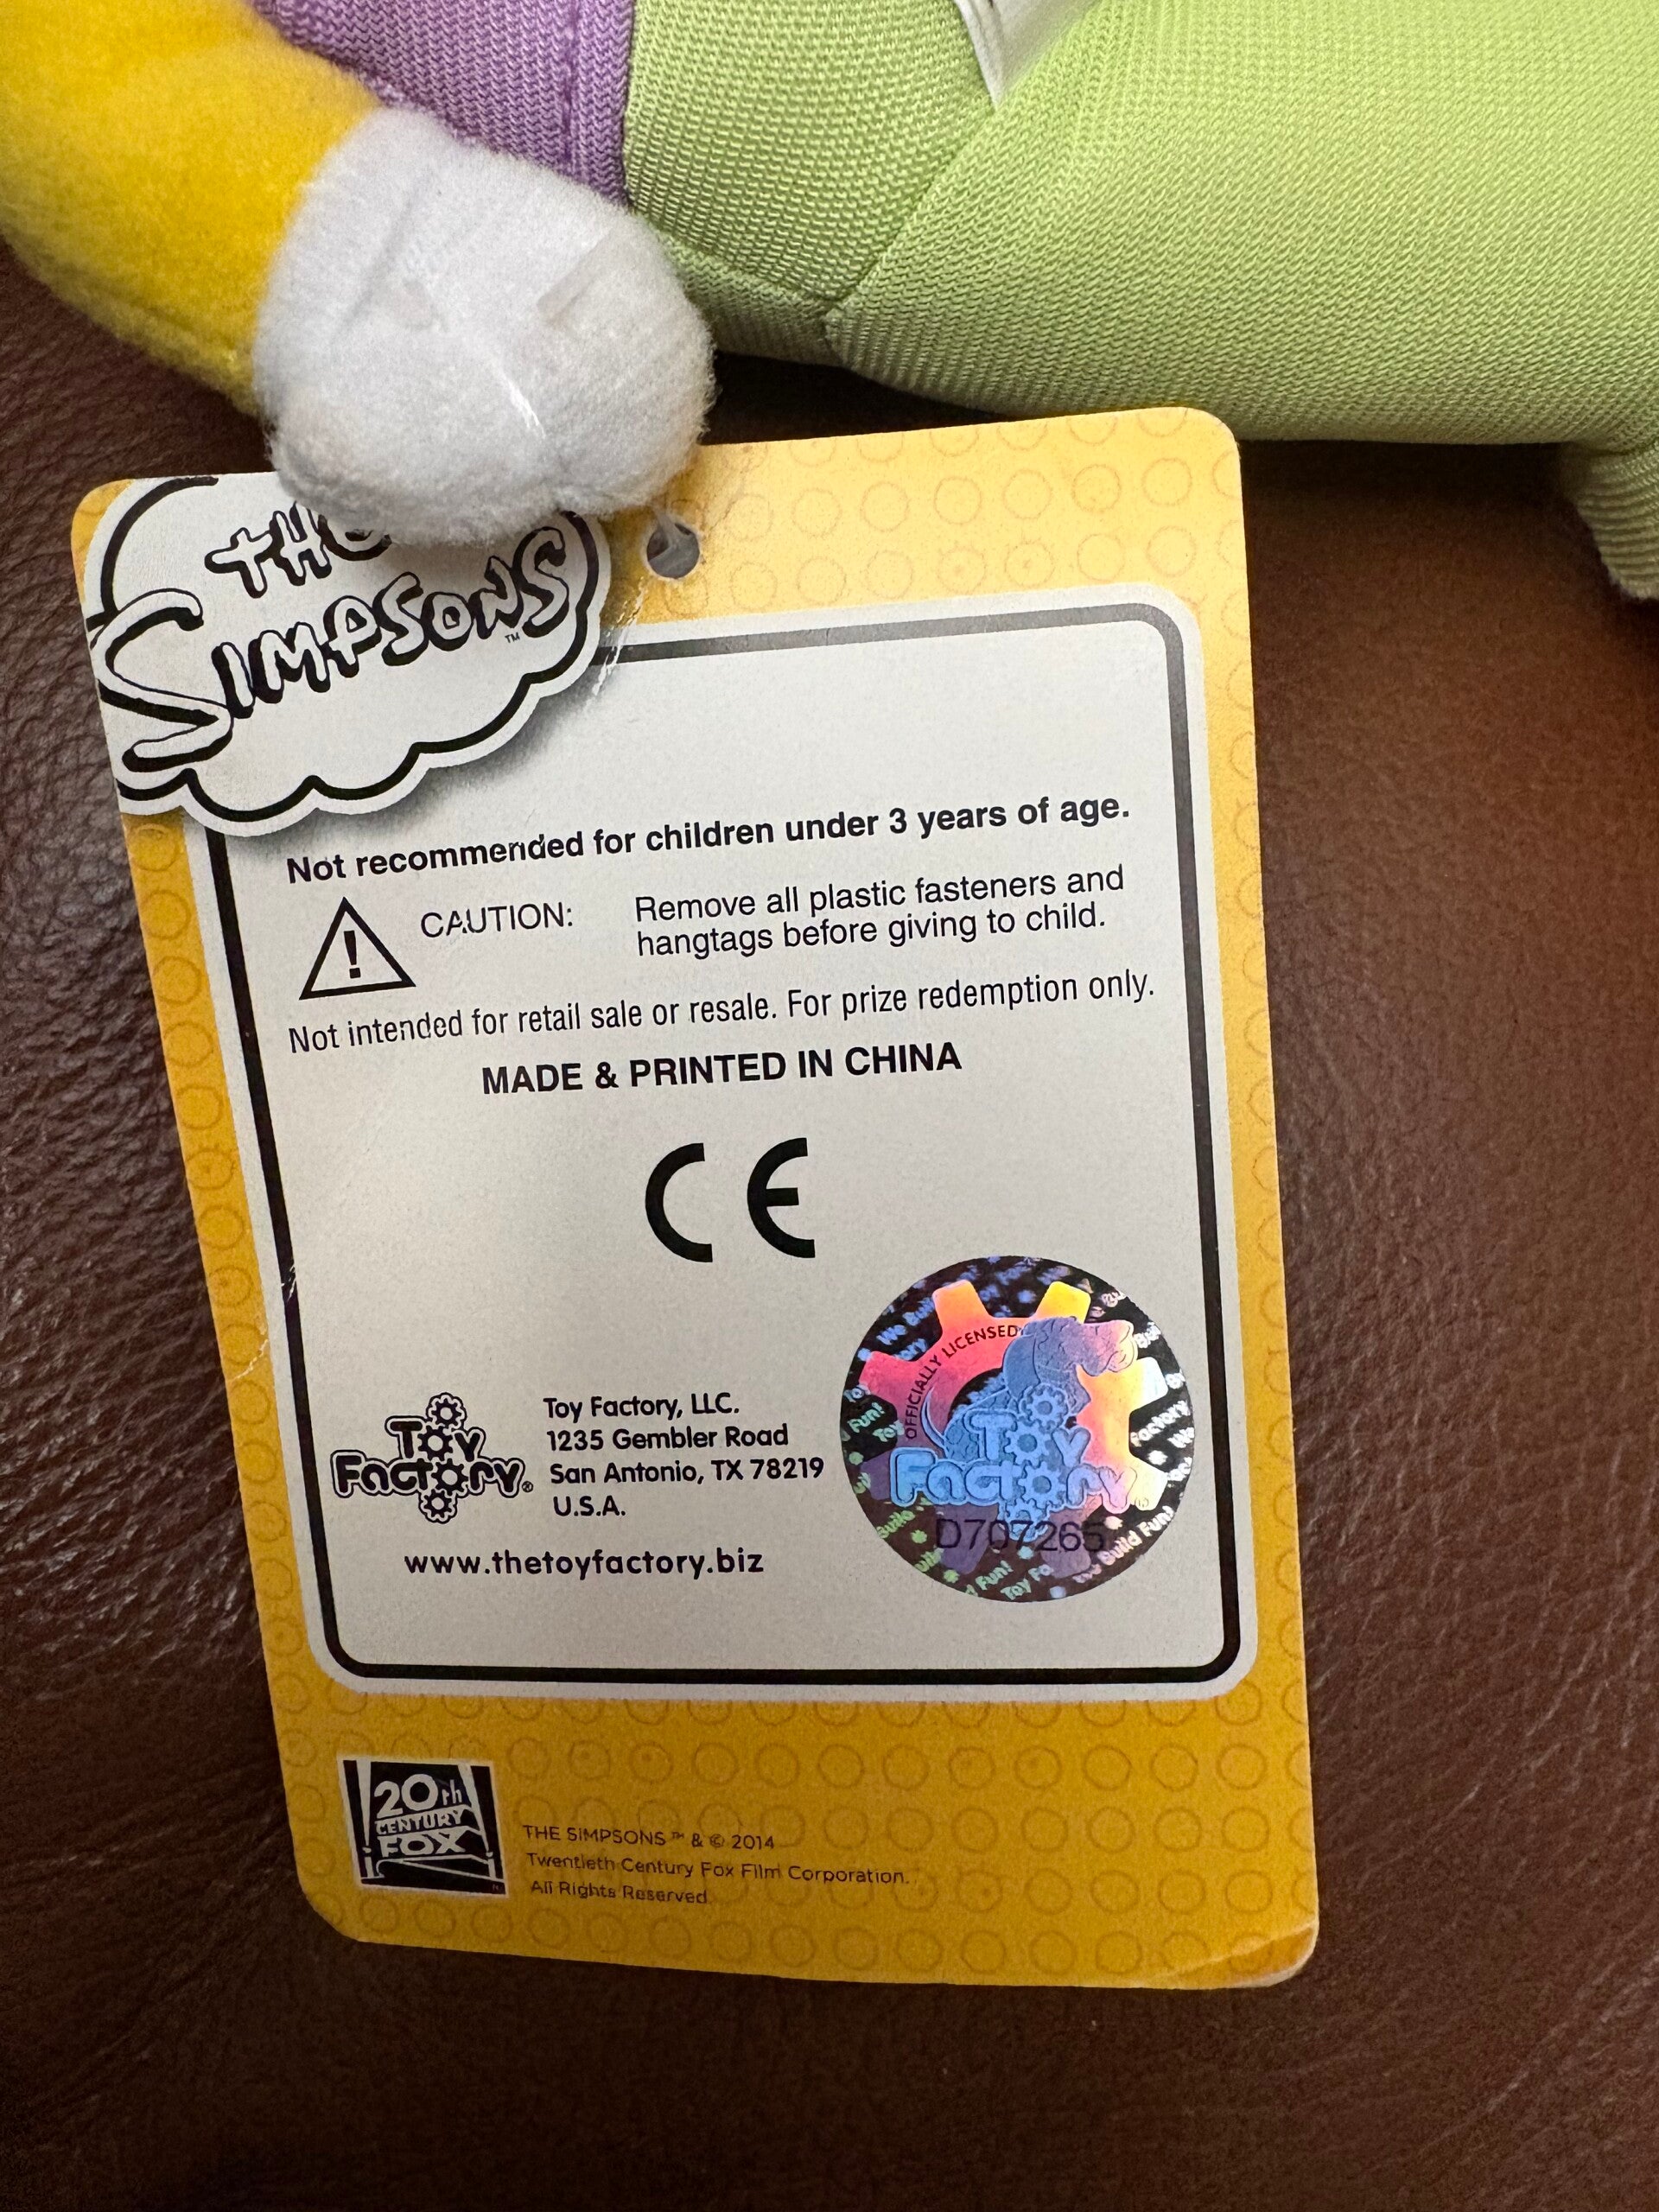 THE
SIMPSONS™
Not recommended for children under 3 years of age.
CAUTION:
Remove all plastic fasteners and
hangtags before giving to child.
Not intended for retail sale or resale. For prize redemption only.
MADE & PRINTED IN CHINA
CE
Toy
Factory®
Toy Factory, LLC.
1235 Gembler Road
San Antonio, TX 78219
U.S.A.
www.thetoyfactory.biz
OFFICIALLY LICENSED
Toy
Factory
D707265
20th
CENTURY
FOX
THE SIMPSONS ™ & © 2014
Twentieth Century Fox Film Corporation.
All Rights Reserved